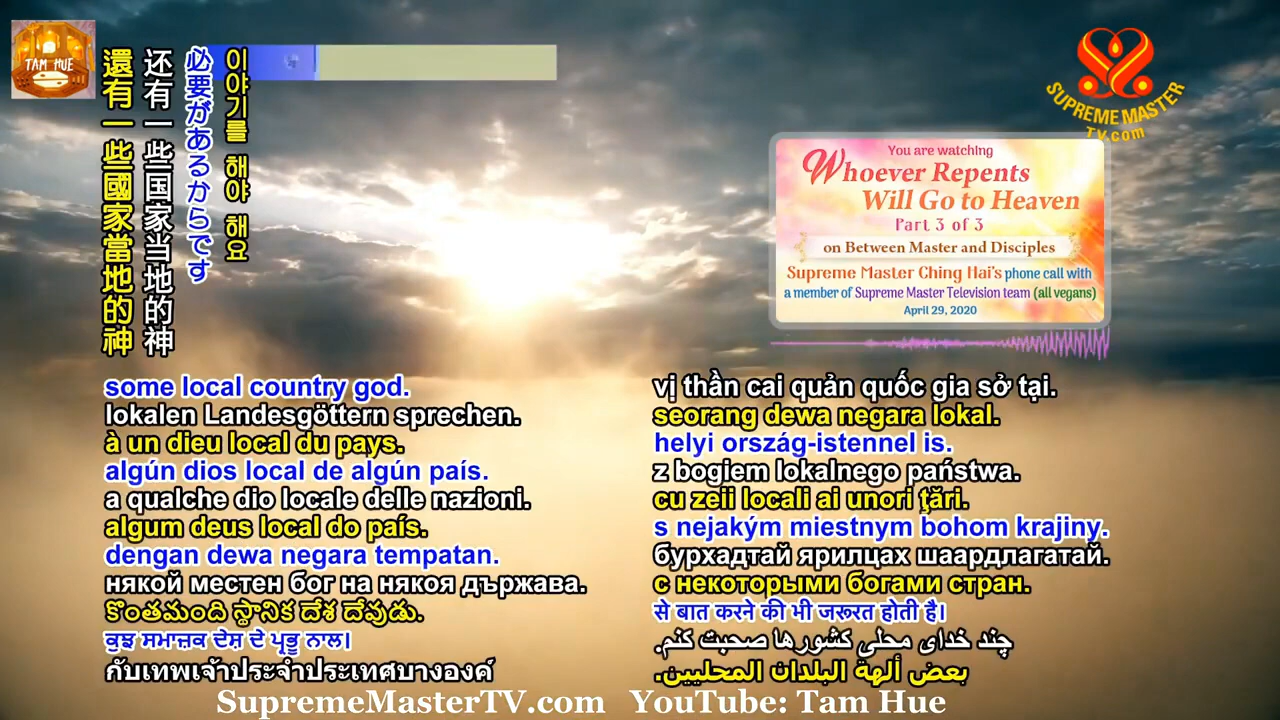 TAM HUE
還有一些國家當地的神
还有一些国家当地的神
必要があるからです
이야기를 해야 해요
SUPREME MASTER
TV.com
You are watching
Whoever Repents
Will Go to Heaven
Part 3 of 3
on Between Master and Disciples
Supreme Master Ching Hai's phone call with
a member of Supreme Master Television team (all vegans)
April 29, 2020
some local country god.
lokalen Landesgöttern sprechen.
à un dieu local du pays.
algún dios local de algún país.
a qualche dio locale delle nazioni.
algum deus local do país.
dengan dewa negara tempatan.
някой местен бог на някоя държава.
కొంతమంది స్థానిక దేశ దేవుడు.
ਕੁਝ ਸਮਾਜ਼ਕ ਦੇਸ਼ ਦੇ ਪ੍ਰਭੂ ਨਾਲ।
กับเทพเจ้าประจำประเทศบางองค์
vị thần cai quản quốc gia sở tại.
seorang dewa negara lokal.
helyi ország-istennel is.
z bogiem lokalnego państwa.
cu zeii locali ai unori ţări.
s nejakým miestnym bohom krajiny.
бурхадтай ярилцах шаардлагатай.
с некоторыми богами стран.
से बात करने की भी जरूरत होती है।
چند خدای محلی کشورها صحبت کنم.
بعض ألهة البلدان المحليين.
SupremeMasterTV.com YouTube: Tam Hue